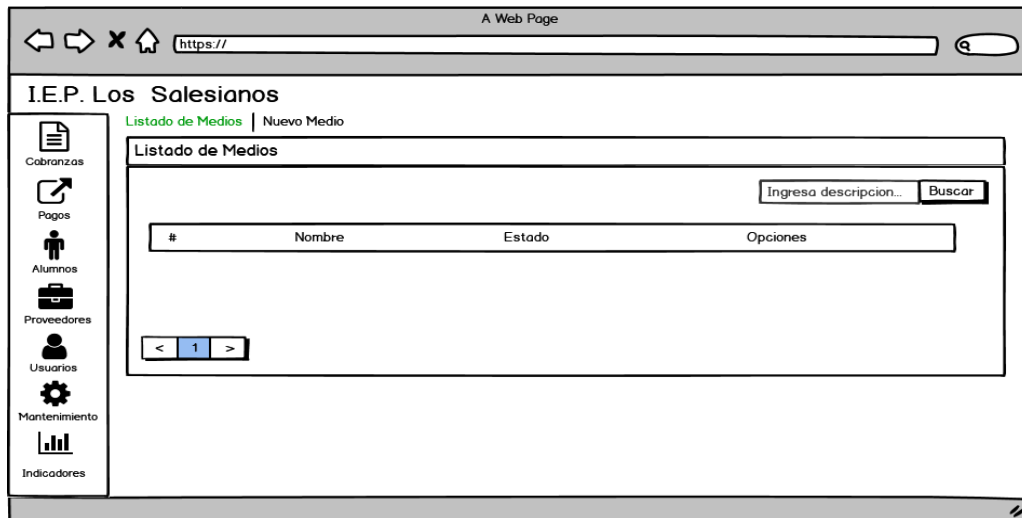 A Web Page
https://
I.E.P. Los Salesianos
Listado de Medios | Nuevo Medio
Listado de Medios
Ingresa descripcion... Buscar
# Nombre Estado Opciones
< 1 >
Cobranzas
Pagos
Alumnos
Proveedores
Usuarios
Mantenimiento
Indicadores